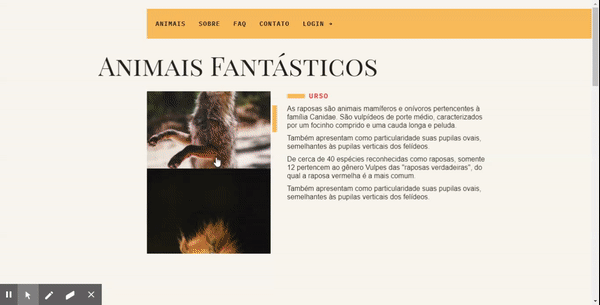 ANIMAIS SOBRE FAQ CONTATO LOGIN
Animais Fantásticos
URSO
As raposas são animais mamíferos e onívoros pertencentes à
família Canidae. São vulpídeos de porte médio, caracterizados
por um focinho comprido e uma cauda longa e peluda.
Também apresentam como particularidade suas pupilas ovais,
semelhantes às pupilas verticais dos felídeos.
De cerca de 40 espécies reconhecidas como raposas, somente
12 pertencem ao gênero Vulpes das "raposas verdadeiras", do
qual a raposa vermelha é a mais comum.
Também apresentam como particularidade suas pupilas ovais,
semelhantes às pupilas verticais dos felídeos.